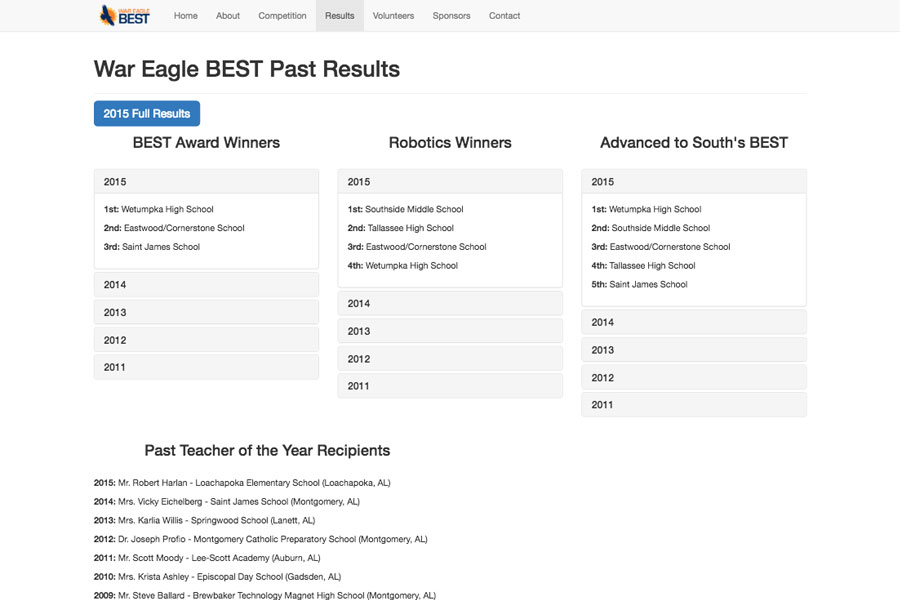 WAR EAGLE
BEST
Home About Competition Results Volunteers Sponsors Contact
War Eagle BEST Past Results
2015 Full Results
BEST Award Winners
2015
1st: Wetumpka High School
2nd: Eastwood/Cornerstone School
3rd: Saint James School
2014
2013
2012
2011
Robotics Winners
2015
1st: Southside Middle School
2nd: Tallassee High School
3rd: Eastwood/Cornerstone School
4th: Wetumpka High School
2014
2013
2012
2011
Advanced to South's BEST
2015
1st: Wetumpka High School
2nd: Southside Middle School
3rd: Eastwood/Cornerstone School
4th: Tallassee High School
5th: Saint James School
2014
2013
2012
2011
Past Teacher of the Year Recipients
2015: Mr. Robert Harlan - Loachapoka Elementary School (Loachapoka, AL)
2014: Mrs. Vicky Eichelberg - Saint James School (Montgomery, AL)
2013: Mrs. Karlia Willis - Springwood School (Lanett, AL)
2012: Dr. Joseph Profio - Montgomery Catholic Preparatory School (Montgomery, AL)
2011: Mr. Scott Moody - Lee-Scott Academy (Auburn, AL)
2010: Mrs. Krista Ashley - Episcopal Day School (Gadsden, AL)
2009: Mr. Steve Ballard - Brewbaker Technology Magnet High School (Montgomery, AL)